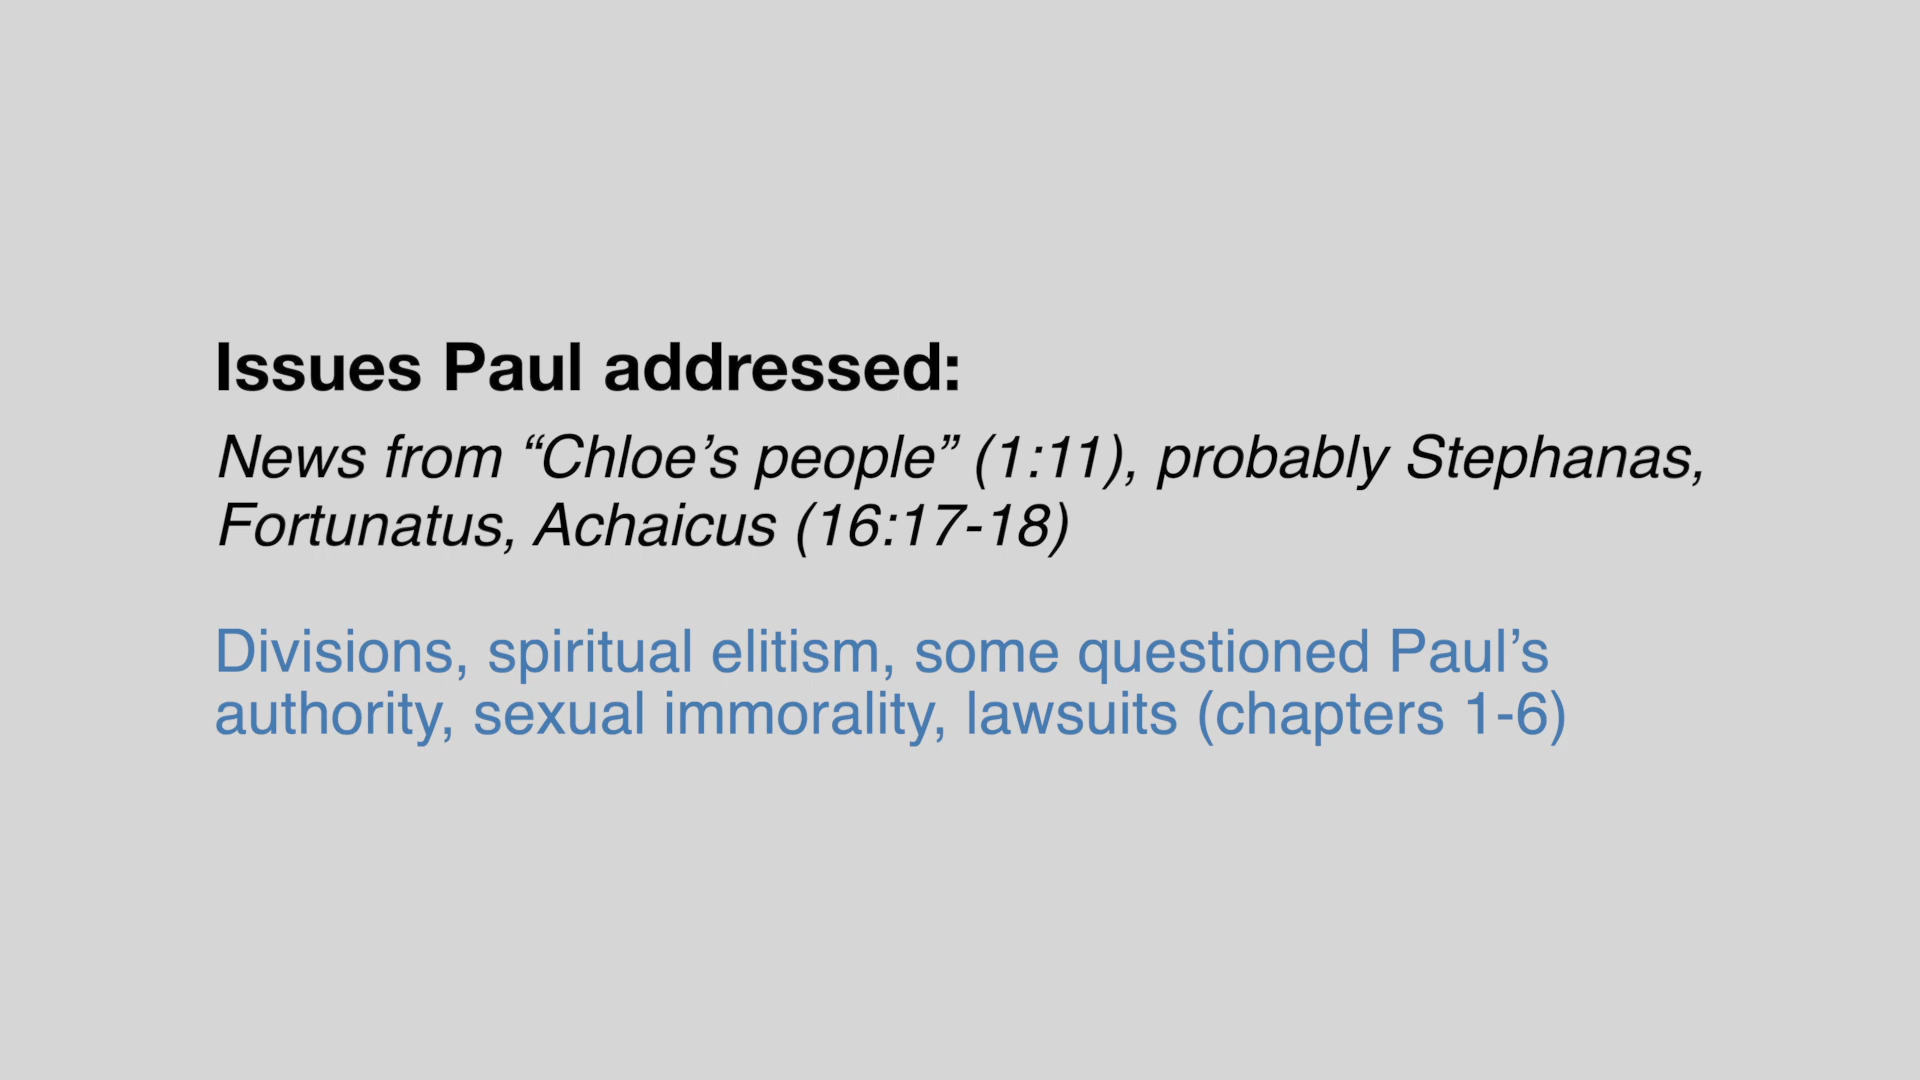 Issues Paul addressed:
News from “Chloe’s people” (1:11), probably Stephanas,
Fortunatus, Achaicus (16:17-18)
Divisions, spiritual elitism, some questioned Paul’s
authority, sexual immorality, lawsuits (chapters 1-6)